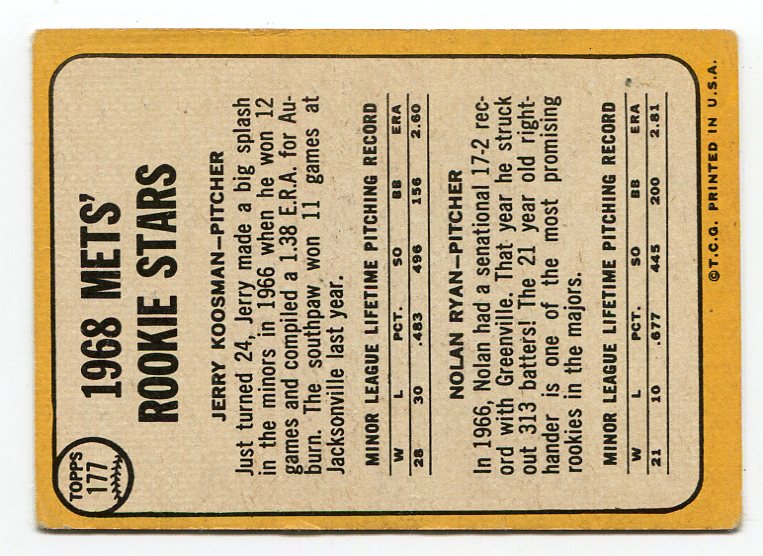 TOPPS
177
1968 METS'
ROOKIE STARS
JERRY KOOSMAN—PITCHER
Just turned 24, Jerry made a big splash
in the minors in 1966 when he won 12
games and compiled a 1.38 E.R.A. for Au-
burn. The southpaw won 11 games at
Jacksonville last year.
MINOR LEAGUE LIFETIME PITCHING RECORD
W L PCT. SO BB ERA
28 30 .483 496 156 2.60
NOLAN RYAN—PITCHER
In 1966, Nolan had a senational 17-2 rec-
ord with Greenville. That year he struck
out 313 batters! The 21 year old right-
hander is one of the most promising
rookies in the majors.
MINOR LEAGUE LIFETIME PITCHING RECORD
W L PCT. SO BB ERA
21 10 .677 445 200 2.81
©T.C.G. PRINTED IN U.S.A.